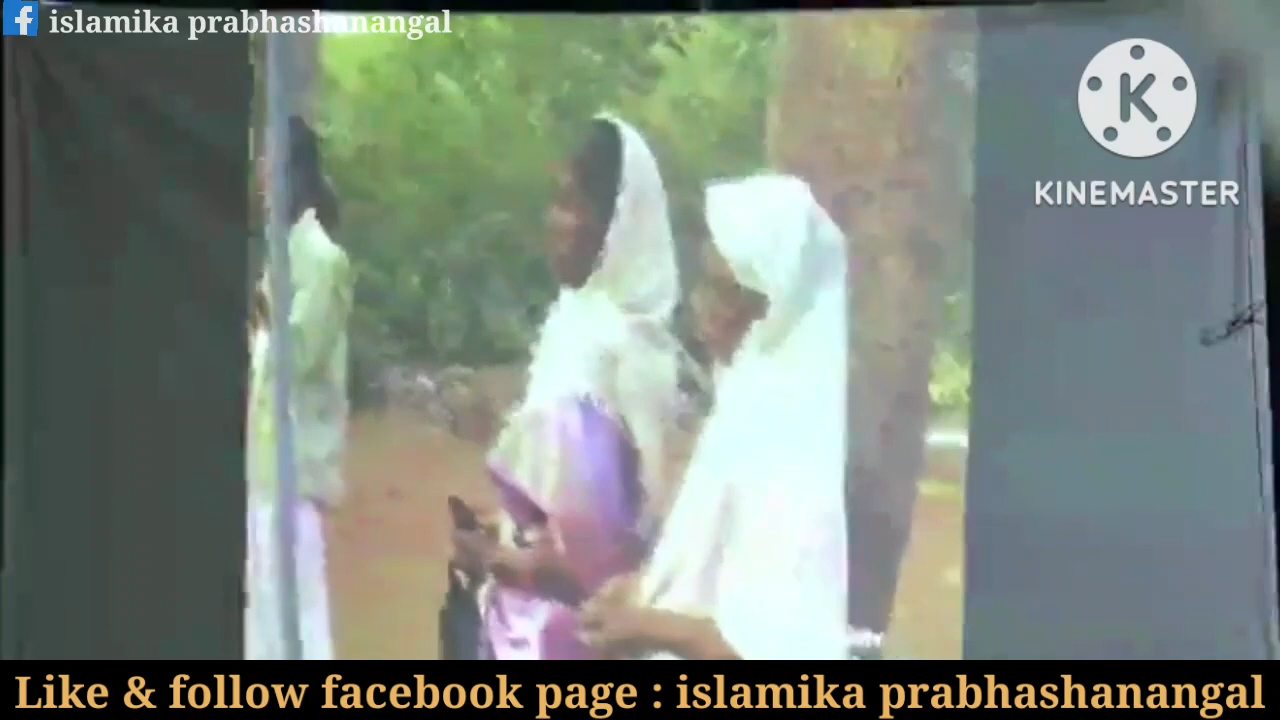 islamika prabhashanangal
K
KINEMASTER
Like & follow facebook page : islamika prabhashanangal